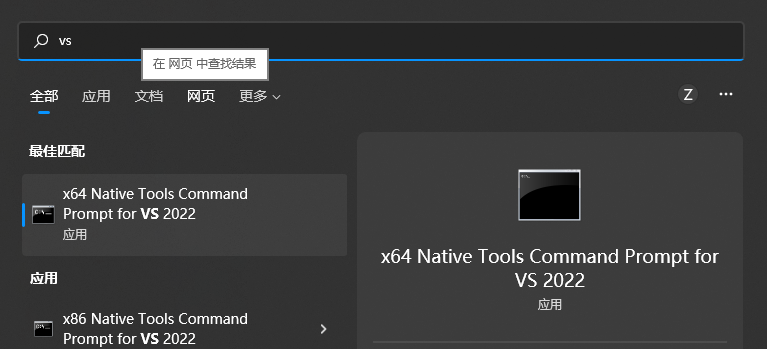 vs
在 网页 中查找结果
全部 应用 文档 网页 更多 Z
最佳匹配
x64 Native Tools Command
Prompt for VS 2022
应用
应用
x86 Native Tools Command
Prompt for VS 2022
x64 Native Tools Command Prompt for
VS 2022
应用